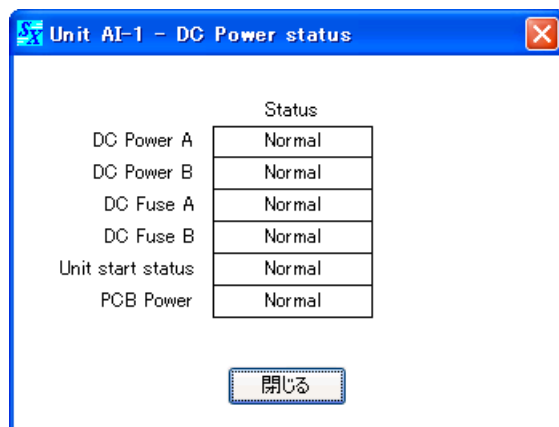 SX Unit AI-1 - DC Power status
Status
DC Power A Normal
DC Power B Normal
DC Fuse A Normal
DC Fuse B Normal
Unit start status Normal
PCB Power Normal
閉じる